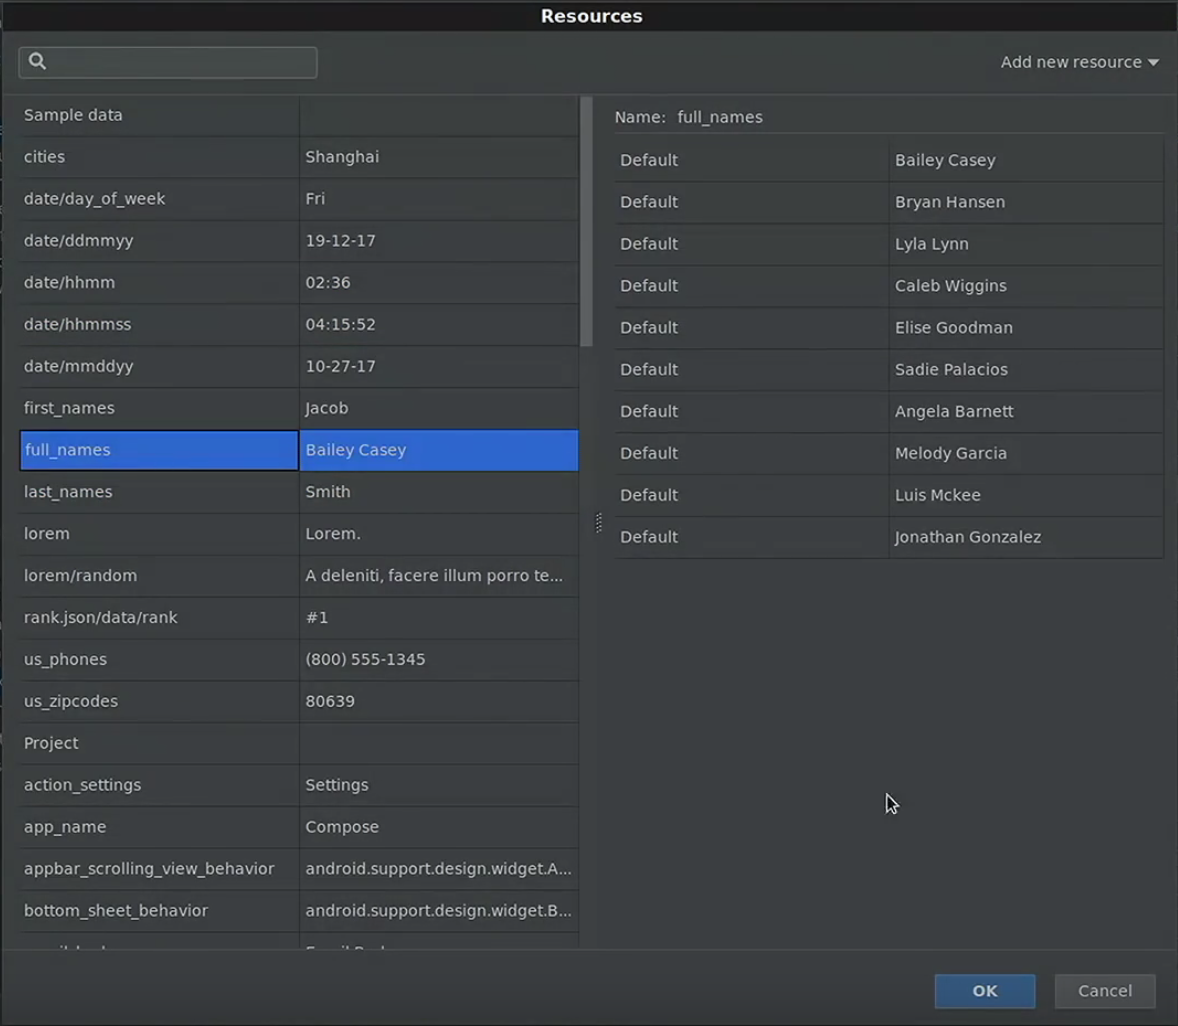 Resources
Add new resource
Sample data
cities Shanghai
date/day_of_week Fri
date/ddmmyy 19-12-17
date/hhmm 02:36
date/hhmmss 04:15:52
date/mmddyy 10-27-17
first_names Jacob
full_names Bailey Casey
last_names Smith
lorem Lorem.
lorem/random A deleniti, facere illum porro te...
rank.json/data/rank #1
us_phones (800) 555-1345
us_zipcodes 80639
Project
action_settings Settings
app_name Compose
appbar_scrolling_view_behavior android.support.design.widget.A...
bottom_sheet_behavior android.support.design.widget.B...
Name: full_names
Default Bailey Casey
Default Bryan Hansen
Default Lyla Lynn
Default Caleb Wiggins
Default Elise Goodman
Default Sadie Palacios
Default Angela Barnett
Default Melody Garcia
Default Luis Mckee
Default Jonathan Gonzalez
OK
Cancel